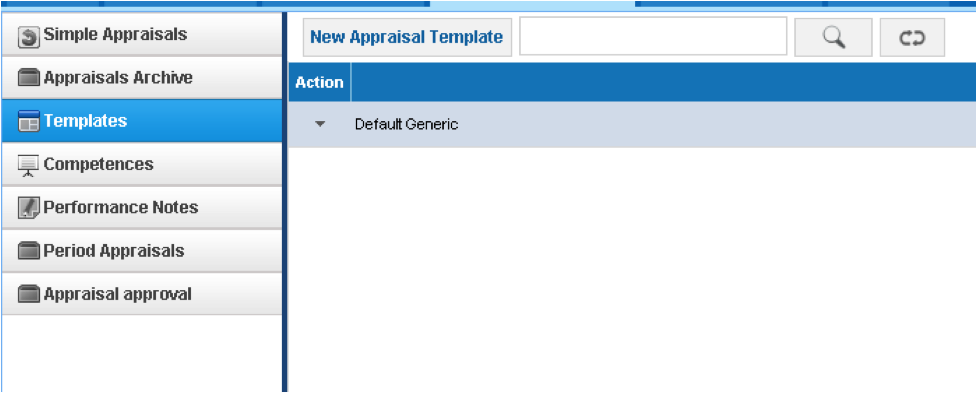 Simple Appraisals
Appraisals Archive
Templates
Competences
Performance Notes
Period Appraisals
Appraisal approval
New Appraisal Template
Action
Default Generic